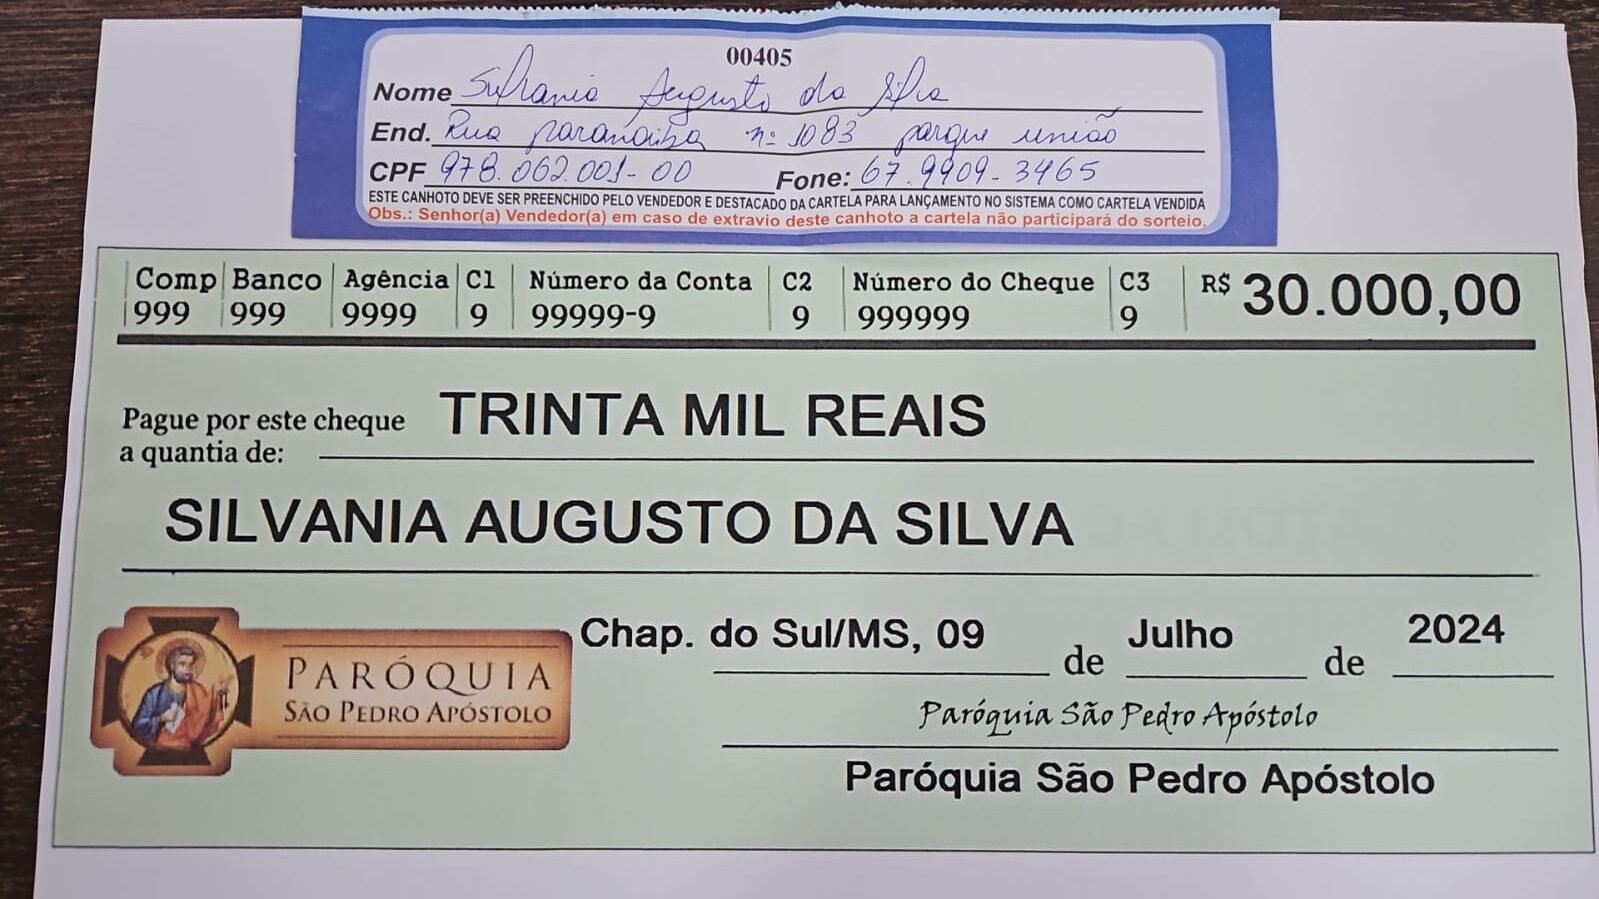 00405
Nome Silvania Augusto da Silva
End. Rua paranaiba nº 1083 parque união
CPF 978.062.001-00 Fone: 67.9909-3465
ESTE CANHOTO DEVE SER PREENCHIDO PELO VENDEDOR E DESTACADO DA CARTELA PARA LANÇAMENTO NO SISTEMA COMO CARTELA VENDIDA
Obs.: Senhor(a) Vendedor(a) em caso de extravio deste canhoto a cartela não participará do sorteio.
Comp Banco Agência C1 Número da Conta C2 Número do Cheque C3 R$ 30.000,00
999 999 9999 9 99999-9 9 999999 9
Pague por este cheque TRINTA MIL REAIS
a quantia de:
SILVANIA AUGUSTO DA SILVA
Chap. do Sul/MS, 09 de Julho de 2024
PARÓQUIA
SÃO PEDRO APÓSTOLO
Paróquia São Pedro Apóstolo
Paróquia São Pedro Apóstolo